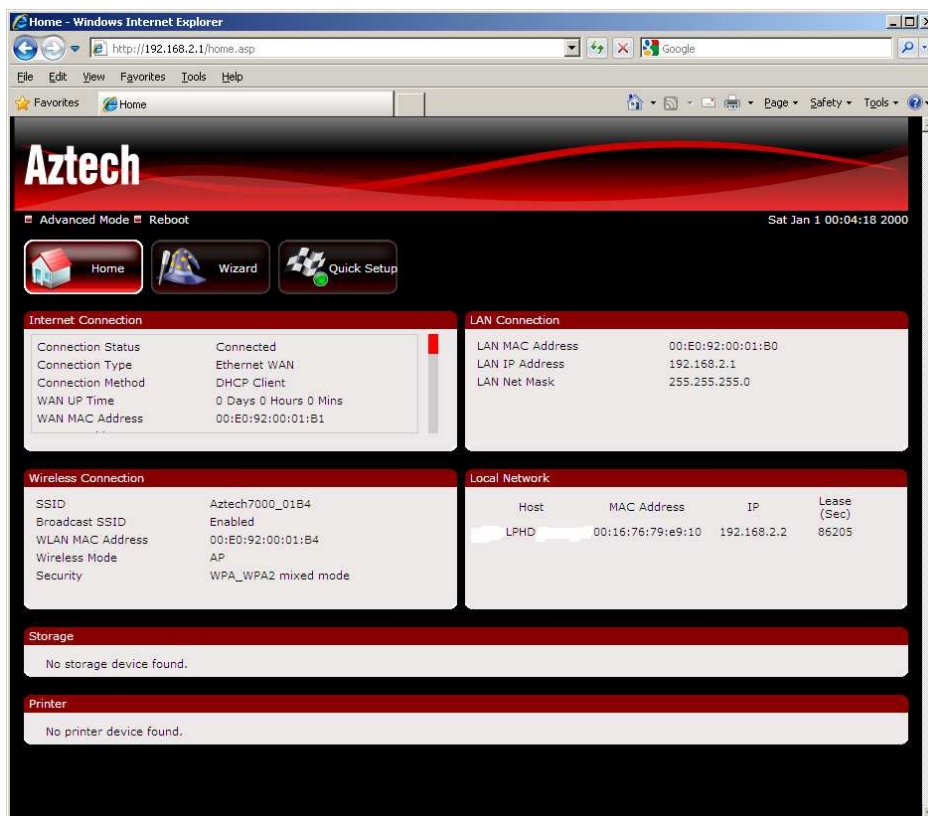 Home - Windows Internet Explorer
http://192.168.2.1/home.asp
Google
File Edit View Favorites Tools Help
Favorites Home Page Safety Tools
Aztech
Advanced Mode Reboot Sat Jan 1 00:04:18 2000
Home Wizard Quick Setup
Internet Connection
Connection Status Connected
Connection Type Ethernet WAN
Connection Method DHCP Client
WAN UP Time 0 Days 0 Hours 0 Mins
WAN MAC Address 00:E0:92:00:01:B1
LAN Connection
LAN MAC Address 00:E0:92:00:01:B0
LAN IP Address 192.168.2.1
LAN Net Mask 255.255.255.0
Wireless Connection
SSID Aztech7000_01B4
Broadcast SSID Enabled
WLAN MAC Address 00:E0:92:00:01:B4
Wireless Mode AP
Security WPA_WPA2 mixed mode
Local Network
Host MAC Address IP Lease
(Sec)
LPHD 00:16:76:79:e9:10 192.168.2.2 86205
Storage
No storage device found.
Printer
No printer device found.